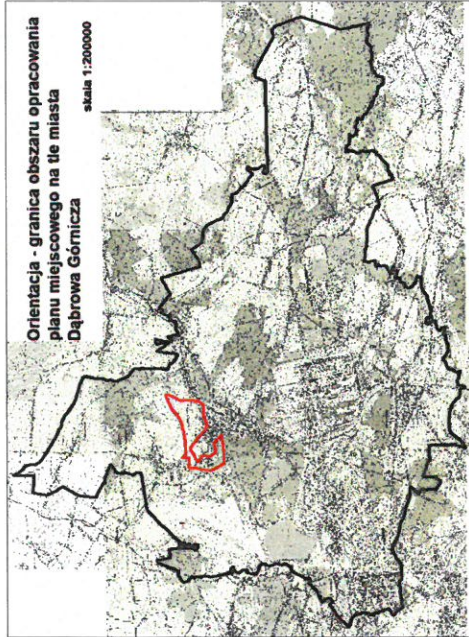 Orientacja - granica obszaru opracowania
planu miejscowego na tle miasta
Dąbrowa Górnicza
skala 1:200000